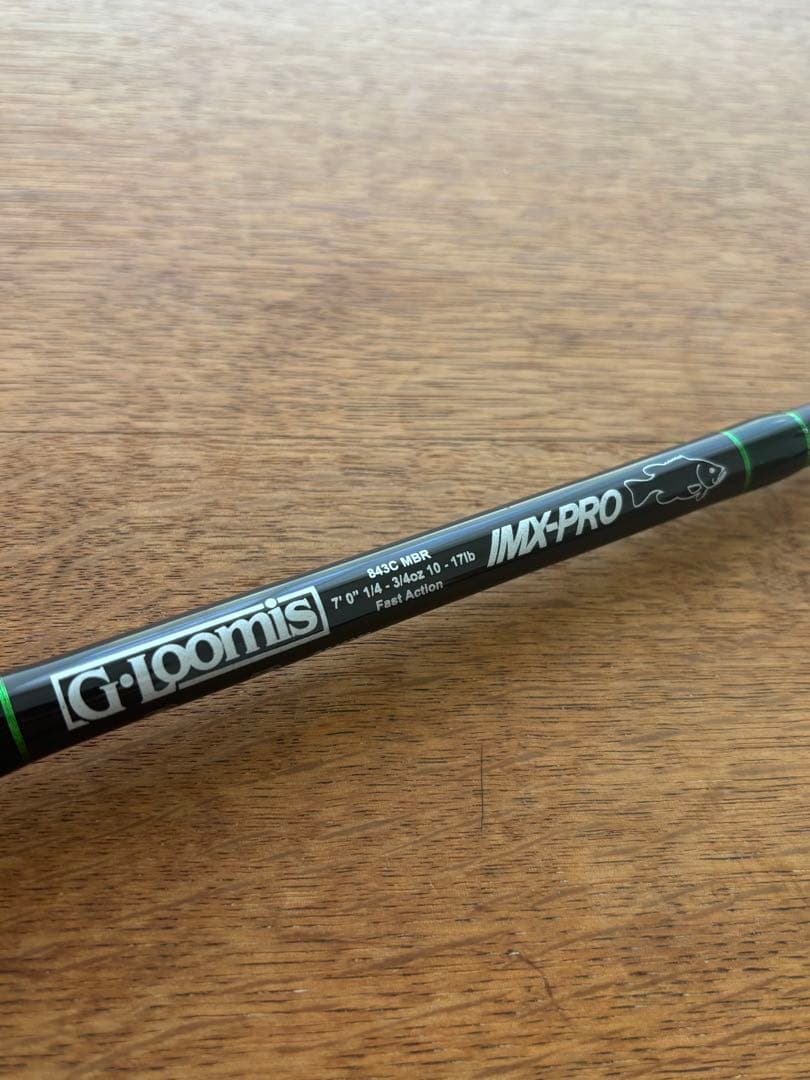 G·Loomis
843C MBR
7' 0" 1/4 - 3/4oz 10 - 17lb
Fast Action
IMX-PRO